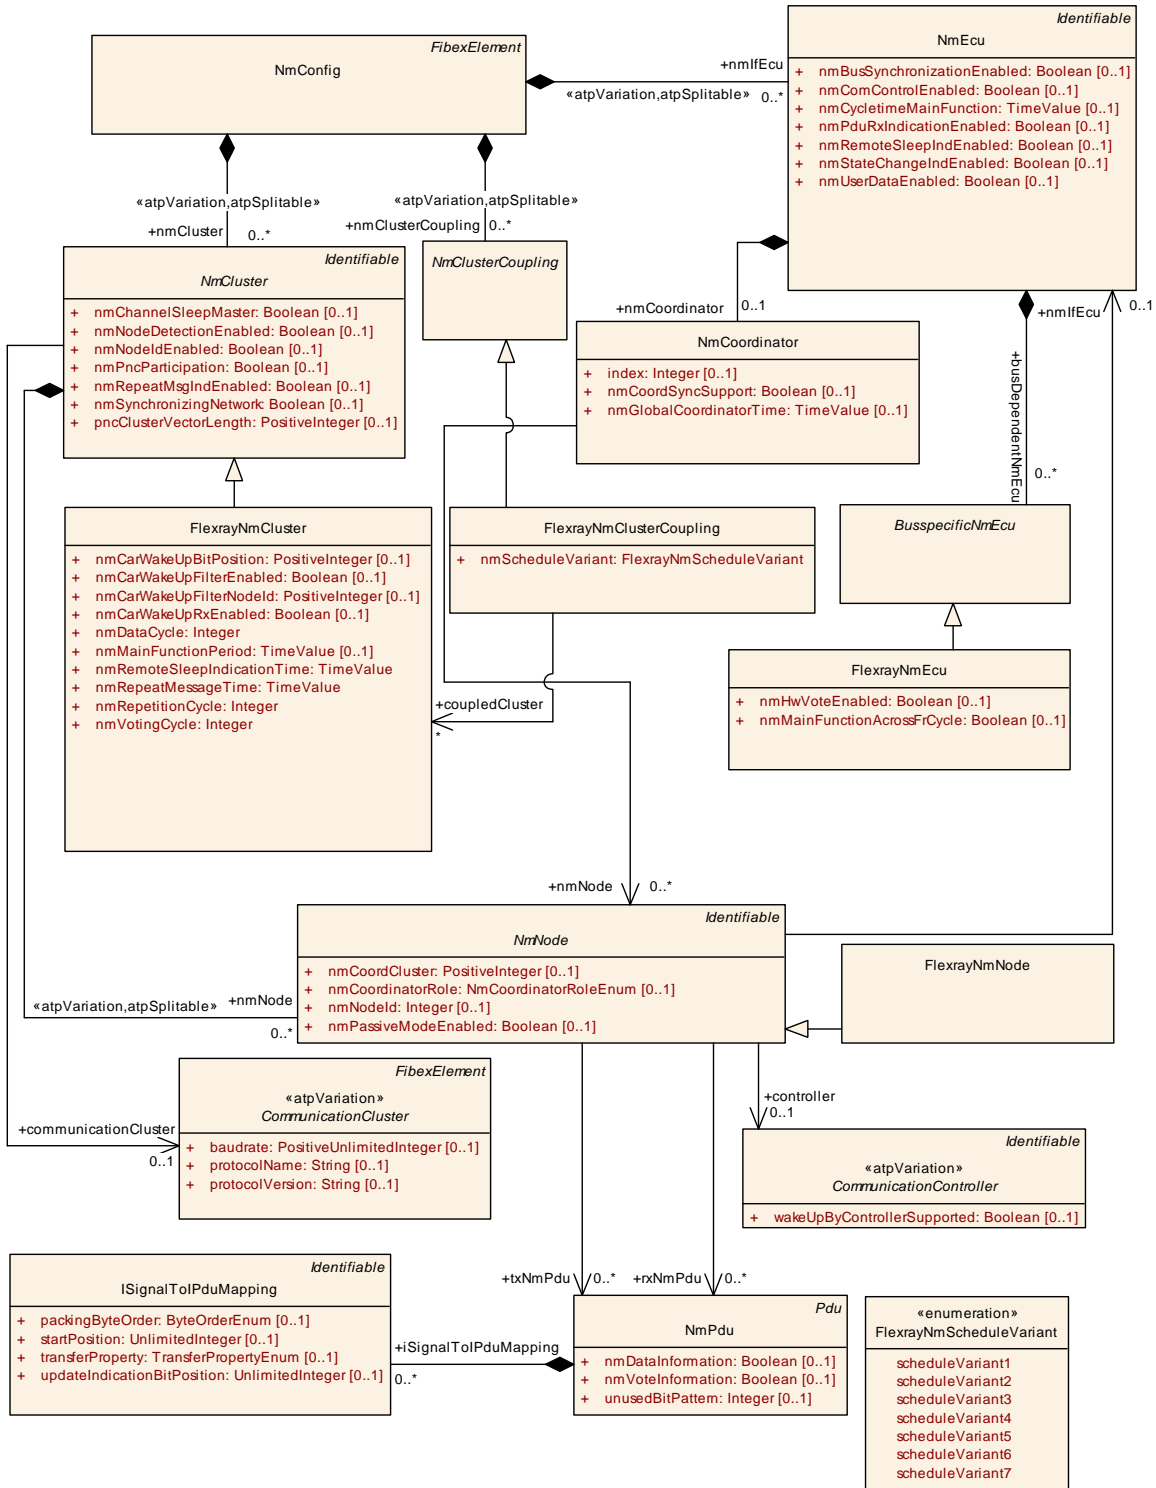 FibexElement
NmConfig
Identifiable
NmEcu
+ nmBusSynchronizationEnabled: Boolean [0..1]
+ nmComControlEnabled: Boolean [0..1]
+ nmCycletimeMainFunction: TimeValue [0..1]
+ nmPduRxIndicationEnabled: Boolean [0..1]
+ nmRemoteSleepIndEnabled: Boolean [0..1]
+ nmStateChangeIndEnabled: Boolean [0..1]
+ nmUserDataEnabled: Boolean [0..1]
+nmIfEcu
«atpVariation,atpSplitable» 0..*
«atpVariation,atpSplitable»
+nmCluster 0..*
«atpVariation,atpSplitable»
+nmClusterCoupling 0..*
Identifiable
NmCluster
+ nmChannelSleepMaster: Boolean [0..1]
+ nmNodeDetectionEnabled: Boolean [0..1]
+ nmNodeIdEnabled: Boolean [0..1]
+ nmPncParticipation: Boolean [0..1]
+ nmRepeatMsgIndEnabled: Boolean [0..1]
+ nmSynchronizingNetwork: Boolean [0..1]
+ pncClusterVectorLength: PositiveInteger [0..1]
NmClusterCoupling
+nmCoordinator 0..1
NmCoordinator
+ index: Integer [0..1]
+ nmCoordSyncSupport: Boolean [0..1]
+ nmGlobalCoordinatorTime: TimeValue [0..1]
+nmIfEcu 0..1
+busDependentNmEcu
0..*
FlexrayNmCluster
+ nmCarWakeUpBitPosition: PositiveInteger [0..1]
+ nmCarWakeUpFilterEnabled: Boolean [0..1]
+ nmCarWakeUpFilterNodeId: PositiveInteger [0..1]
+ nmCarWakeUpRxEnabled: Boolean [0..1]
+ nmDataCycle: Integer
+ nmMainFunctionPeriod: TimeValue [0..1]
+ nmRemoteSleepIndicationTime: TimeValue
+ nmRepeatMessageTime: TimeValue
+ nmRepetitionCycle: Integer
+ nmVotingCycle: Integer
FlexrayNmClusterCoupling
+ nmScheduleVariant: FlexrayNmScheduleVariant
BusspecificNmEcu
FlexrayNmEcu
+ nmHwVoteEnabled: Boolean [0..1]
+ nmMainFunctionAcrossFrCycle: Boolean [0..1]
+coupledCluster
*
+nmNode 0..*
Identifiable
NmNode
+ nmCoordCluster: PositiveInteger [0..1]
+ nmCoordinatorRole: NmCoordinatorRoleEnum [0..1]
+ nmNodeId: Integer [0..1]
+ nmPassiveModeEnabled: Boolean [0..1]
FlexrayNmNode
«atpVariation,atpSplitable» +nmNode
0..*
FibexElement
«atpVariation»
CommunicationCluster
+ baudrate: PositiveUnlimitedInteger [0..1]
+ protocolName: String [0..1]
+ protocolVersion: String [0..1]
+communicationCluster
0..1
+controller
0..1
Identifiable
«atpVariation»
CommunicationController
+ wakeUpByControllerSupported: Boolean [0..1]
+txNmPdu 0..* +rxNmPdu 0..*
Identifiable
ISignalToIPduMapping
+ packingByteOrder: ByteOrderEnum [0..1]
+ startPosition: UnlimitedInteger [0..1]
+ transferProperty: TransferPropertyEnum [0..1]
+ updateIndicationBitPosition: UnlimitedInteger [0..1]
+iSignalToIPduMapping
0..*
Pdu
NmPdu
+ nmDataInformation: Boolean [0..1]
+ nmVoteInformation: Boolean [0..1]
+ unusedBitPattern: Integer [0..1]
«enumeration»
FlexrayNmScheduleVariant
scheduleVariant1
scheduleVariant2
scheduleVariant3
scheduleVariant4
scheduleVariant5
scheduleVariant6
scheduleVariant7